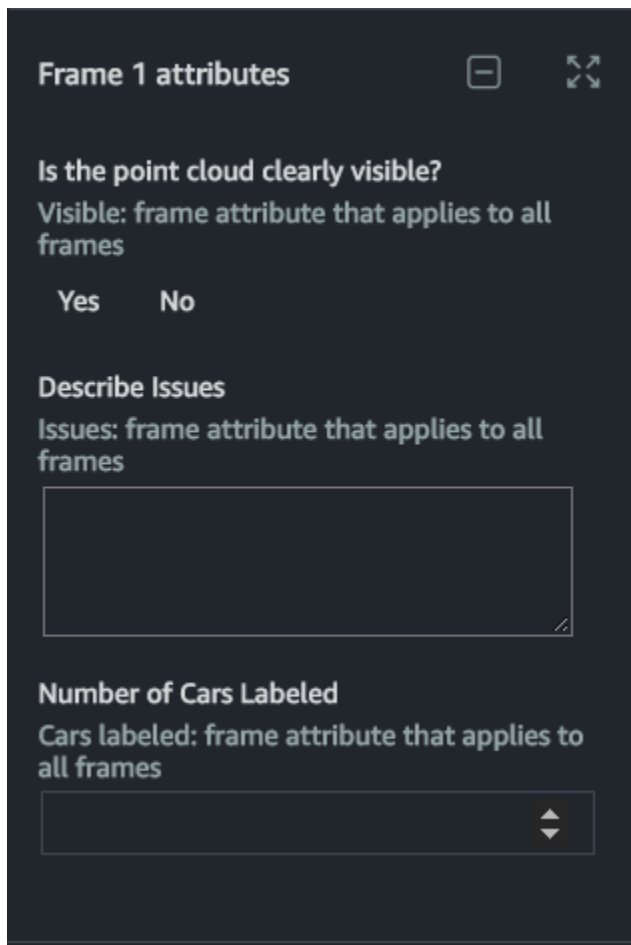 Frame 1 attributes
Is the point cloud clearly visible?
Visible: frame attribute that applies to all
frames
Yes No
Describe Issues
Issues: frame attribute that applies to all
frames
Number of Cars Labeled
Cars labeled: frame attribute that applies to
all frames